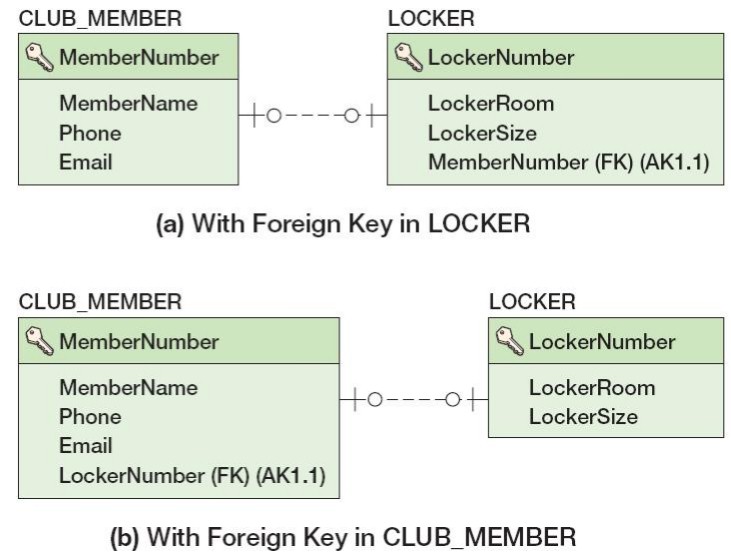 CLUB_MEMBER
LOCKER
MemberNumber
LockerNumber
MemberName
Phone
Email
LockerRoom
LockerSize
MemberNumber (FK) (AK1.1)
(a) With Foreign Key in LOCKER
CLUB_MEMBER
LOCKER
MemberNumber
LockerNumber
MemberName
Phone
Email
LockerNumber (FK) (AK1.1)
LockerRoom
LockerSize
(b) With Foreign Key in CLUB_MEMBER